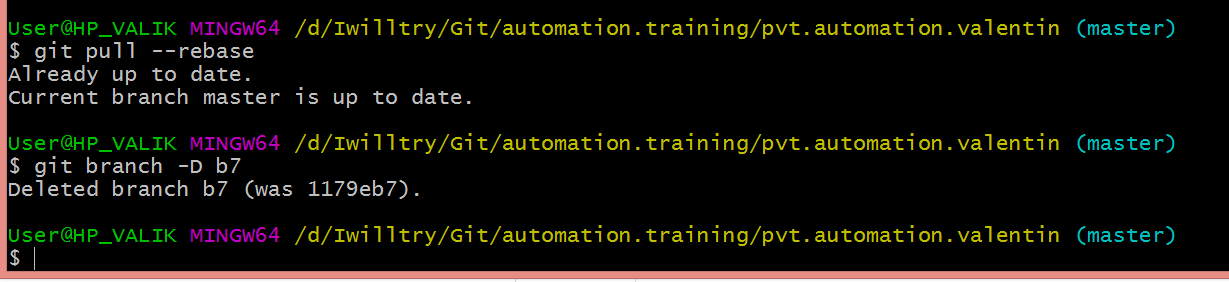 User@HP_VALIK MINGW64 /d/Iwilltry/Git/automation.training/pvt.automation.valentin (master)
$ git pull --rebase
Already up to date.
Current branch master is up to date.
User@HP_VALIK MINGW64 /d/Iwilltry/Git/automation.training/pvt.automation.valentin (master)
$ git branch -D b7
Deleted branch b7 (was 1179eb7).
User@HP_VALIK MINGW64 /d/Iwilltry/Git/automation.training/pvt.automation.valentin (master)
$